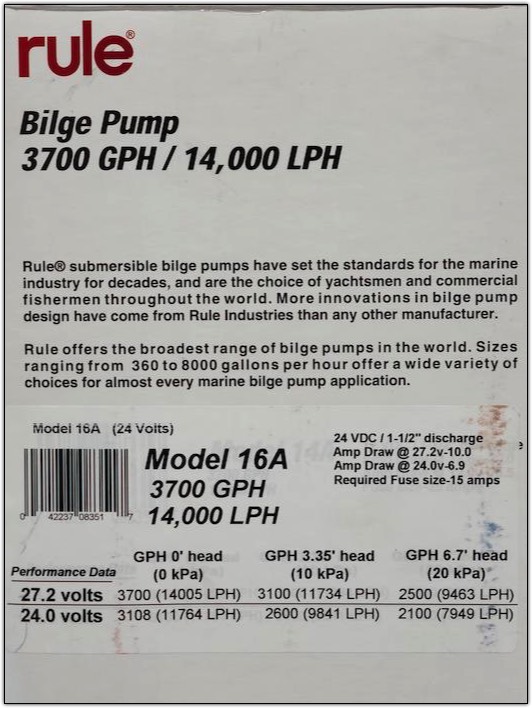 rule®
Bilge Pump
3700 GPH / 14,000 LPH
Rule® submersible bilge pumps have set the standards for the marine
industry for decades, and are the choice of yachtsmen and commercial
fishermen throughout the world. More innovations in bilge pump
design have come from Rule Industries than any other manufacturer.
Rule offers the broadest range of bilge pumps in the world. Sizes
ranging from 360 to 8000 gallons per hour offer a wide variety of
choices for almost every marine bilge pump application.
Model 16A (24 Volts)
0 42237 08351 7
Model 16A
3700 GPH
14,000 LPH
24 VDC / 1-1/2" discharge
Amp Draw @ 27.2v-10.0
Amp Draw @ 24.0v-6.9
Required Fuse size-15 amps
Performance Data GPH 0' head (0 kPa) GPH 3.35' head (10 kPa) GPH 6.7' head (20 kPa)
27.2 volts 3700 (14005 LPH) 3100 (11734 LPH) 2500 (9463 LPH)
24.0 volts 3108 (11764 LPH) 2600 (9841 LPH) 2100 (7949 LPH)